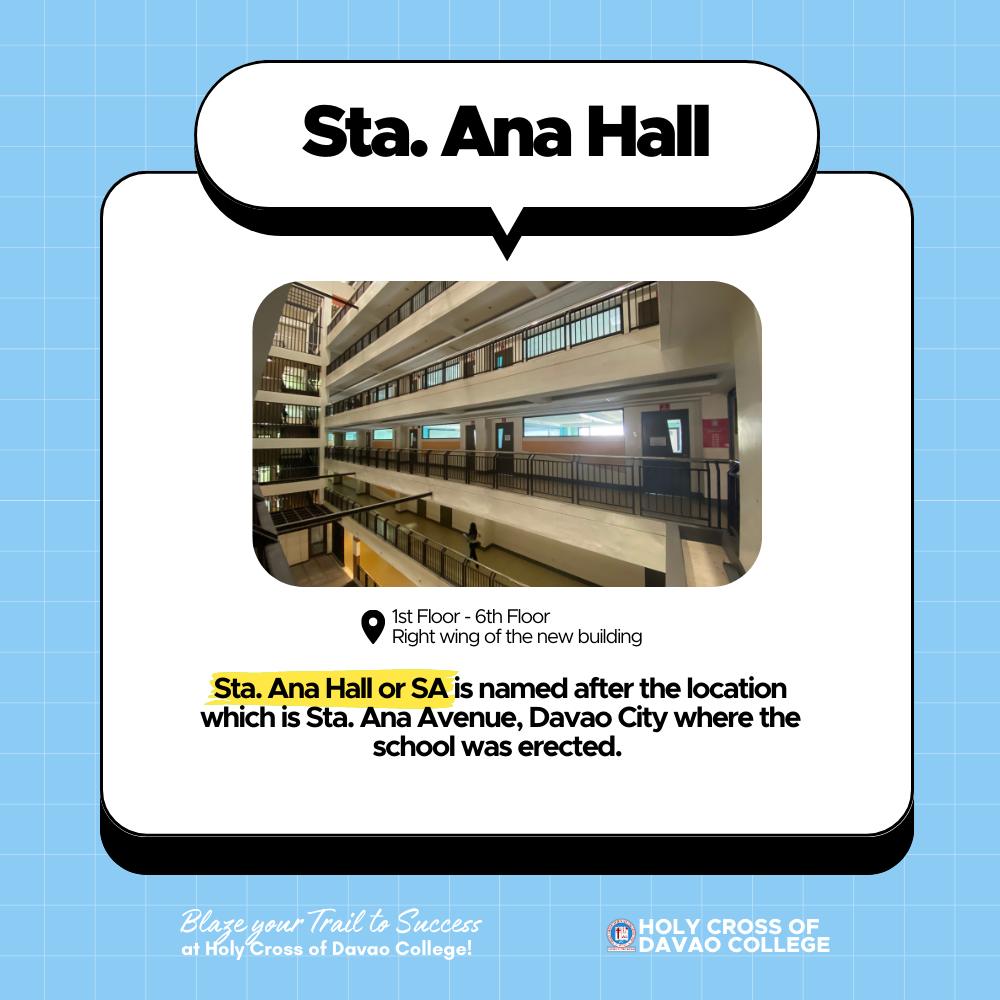 Sta. Ana Hall
1st Floor - 6th Floor
Right wing of the new building
Sta. Ana Hall or SA is named after the location
which is Sta. Ana Avenue, Davao City where the
school was erected.
Blaze your Trail to Success
at Holy Cross of Davao College!
HOLY CROSS OF
DAVAO COLLEGE